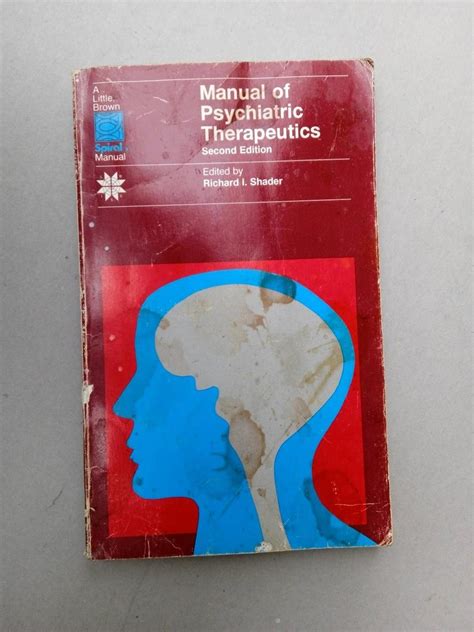 A
Little, Brown
Spiral
Manual
Manual of
Psychiatric
Therapeutics
Second Edition
Edited by
Richard I. Shader